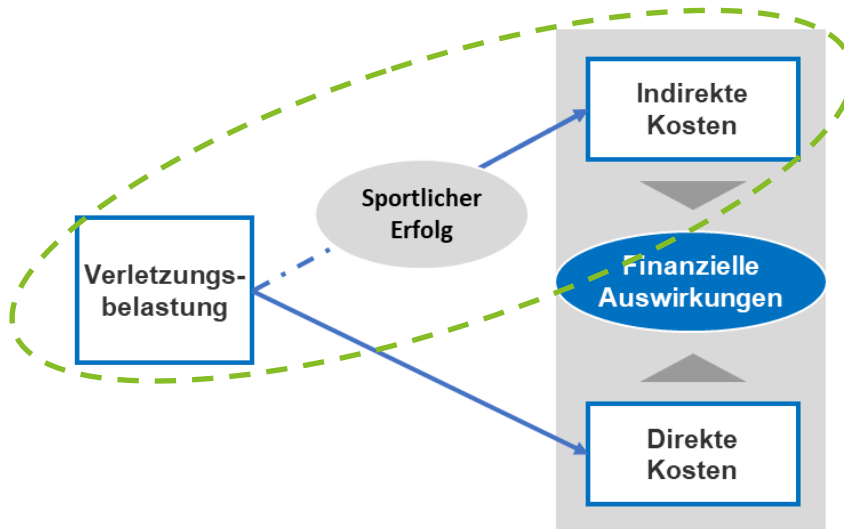 Indirekte
Kosten
Sportlicher
Erfolg
Verletzungs-
belastung
Finanzielle
Auswirkungen
Direkte
Kosten